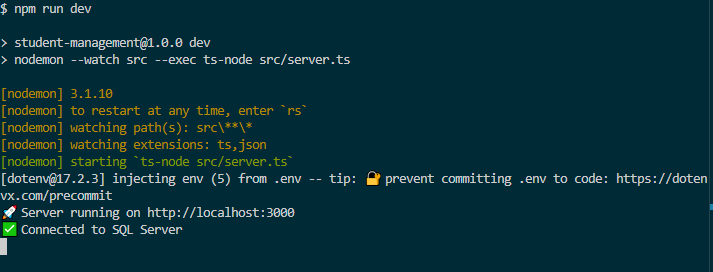 $ npm run dev
> student-management@1.0.0 dev
> nodemon --watch src --exec ts-node src/server.ts
[nodemon] 3.1.10
[nodemon] to restart at any time, enter `rs`
[nodemon] watching path(s): src\**\*
[nodemon] watching extensions: ts,json
[nodemon] starting `ts-node src/server.ts`
[dotenv@17.2.3] injecting env (5) from .env -- tip: 🔐 prevent committing .env to code: https://doten
vx.com/precommit
🚀 Server running on http://localhost:3000
✅ Connected to SQL Server